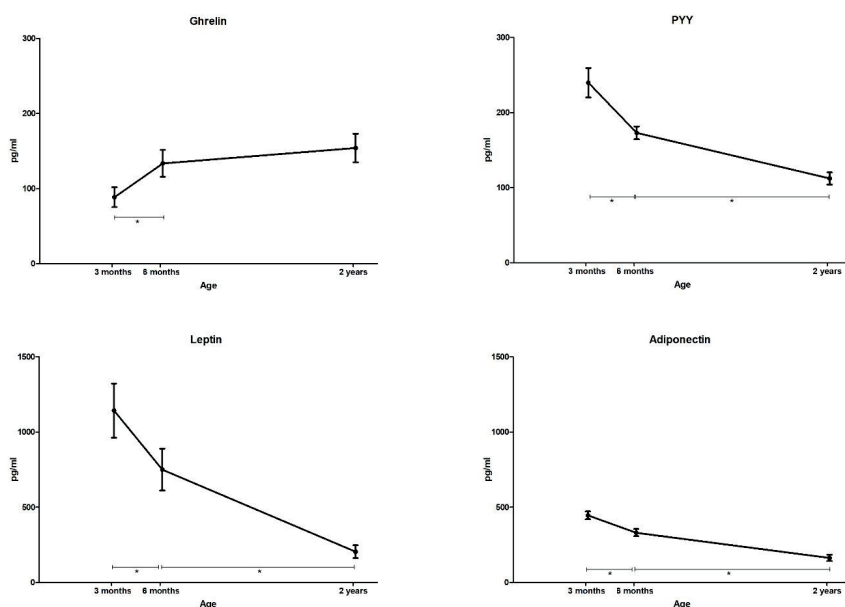 Ghrelin
300
200
100
0
pg/ml
*
3 months 6 months 2 years
Age
PYY
300
200
100
0
pg/ml
* *
3 months 6 months 2 years
Age
Leptin
1500
1000
500
0
pg/ml
* *
3 months 6 months 2 years
Age
Adiponectin
1500
1000
500
0
pg/ml
* *
3 months 6 months 2 years
Age